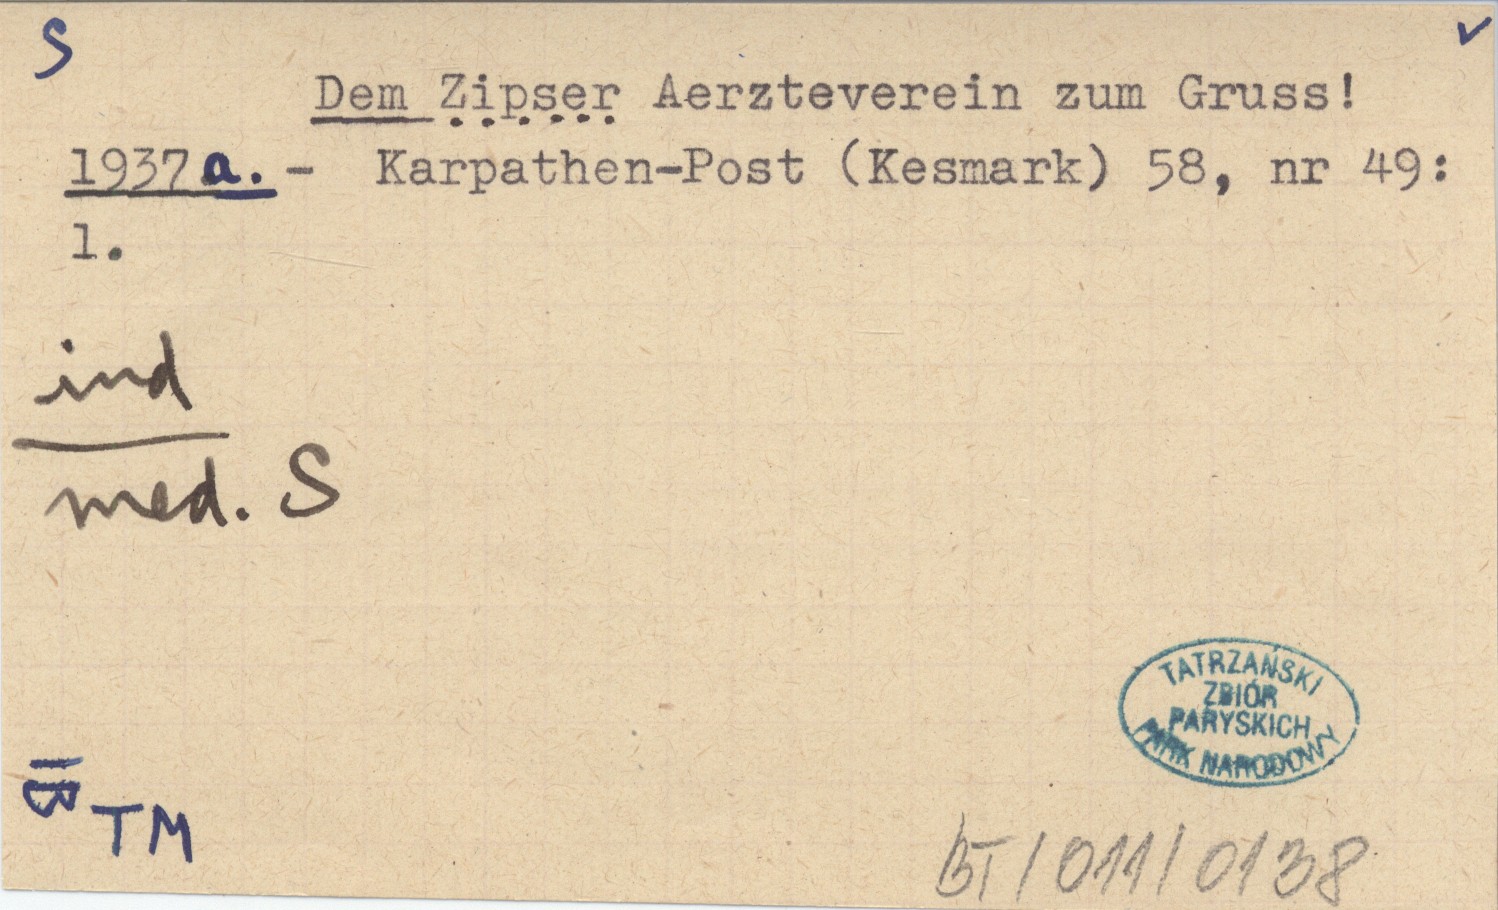 S
v
Dem Zipser Aerzteverein zum Gruss!
1937a. - Karpathen-Post (Kesmark) 58, nr 49:
1.
ind
med. S
B TM
TATRZAŃSKI
ZBIÓR
PARYSKICH
PARK NARODOWY
BT/011/0138